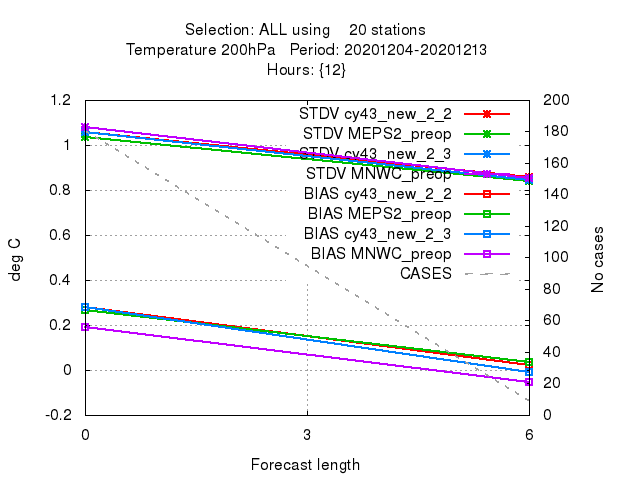 Selection: ALL using 20 stations
Temperature 200hPa Period: 20201204-20201213
Hours: {12}
1.2
1
0.8
0.6
0.4
0.2
0
-0.2
deg C
STDV cy43_new_2_2
STDV MEPS2_preop
STDV cy43_new_2_3
STDV MNWC_preop
BIAS cy43_new_2_2
BIAS MEPS2_preop
BIAS cy43_new_2_3
BIAS MNWC_preop
CASES
200
180
160
140
120
100
80
60
40
20
0
No cases
0 3 6
Forecast length